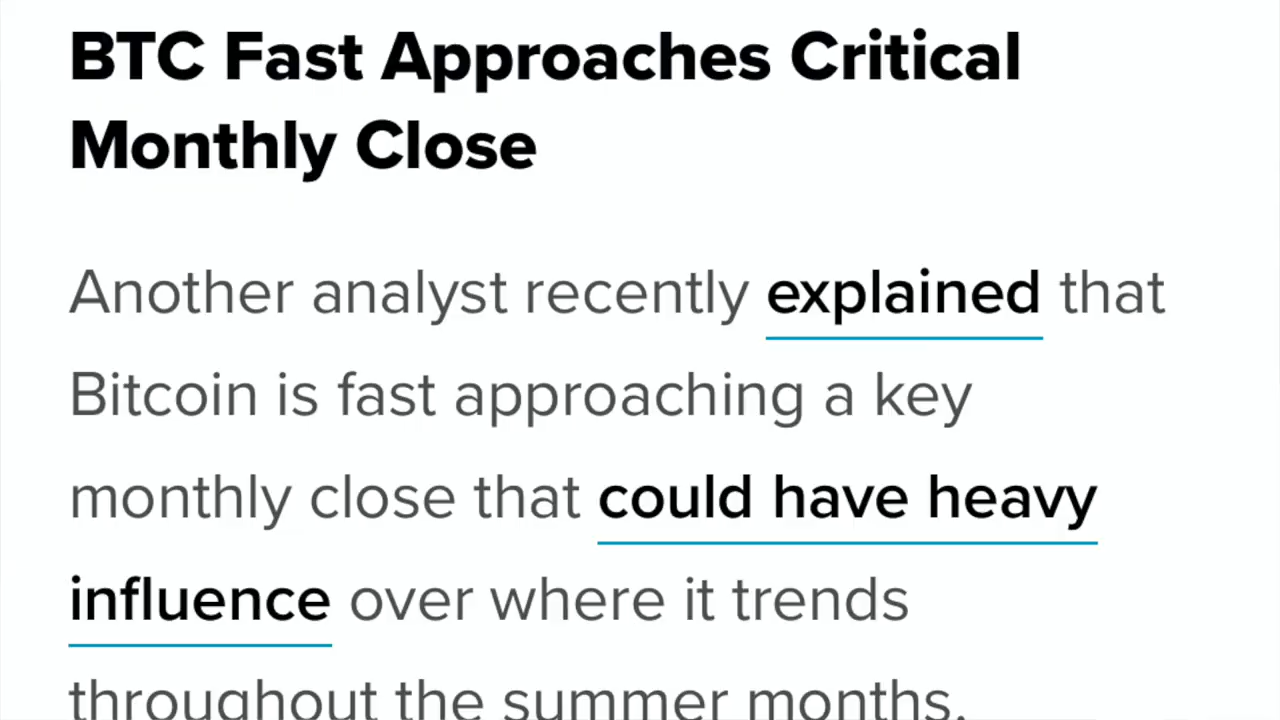 BTC Fast Approaches Critical
Monthly Close
Another analyst recently explained that
Bitcoin is fast approaching a key
monthly close that could have heavy
influence over where it trends
throughout the summer months.